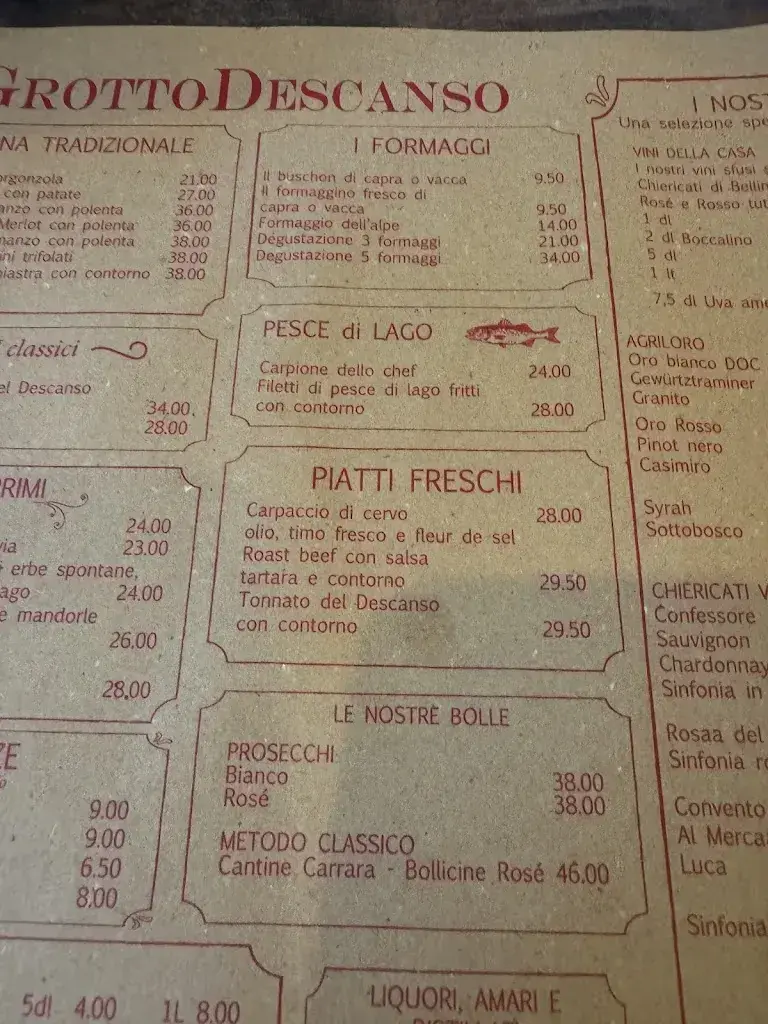 GROTTO DESCANSO
NA TRADIZIONALE
21.00
con patate 27.00
con polenta 36.00
Merlot con polenta 36.00
manzo con polenta 38.00
trifolati 38.00
con contorno 38.00
classici
Descanso
34.00
28.00
24.00
23.00
erbe spontane,
24.00
e mandorle
26.00
28.00
9.00
9.00
6.50
8.00
5dl 4.00 1L 8.00
I FORMAGGI
Il buschon di capra o vacca 9.50
Il formaggino fresco di
capra o vacca 9.50
Formaggio dell'alpe 14.00
Degustazione 3 formaggi 21.00
Degustazione 5 formaggi 34.00
PESCE di LAGO
Carpione dello chef 24.00
Filetti di pesce di lago fritti
con contorno 28.00
PIATTI FRESCHI
Carpaccio di cervo 28.00
olio, timo fresco e fleur de sel
Roast beef con salsa
tartara e contorno 29.50
Tonnato del Descanso
con contorno 29.50
LE NOSTRE BOLLE
PROSECCHI
Bianco 38.00
Rosé 38.00
METODO CLASSICO
Cantine Carrara - Bollicine Rosé 46.00
LIQUORI, AMARI E
I NOS
Una selezione spe
VINI DELLA CASA
I nostri vini sfusi
Chiericati di Bellin
Rosé e Rosso tut
1 dl
2 dl Boccalino
5 dl
1 lt
7,5 dl Uva ame
AGRILORO
Oro bianco DOC
Gewürtztraminer
Granito
Oro Rosso
Pinot nero
Casimiro
Syrah
Sottobosco
CHIERICATI V
Confessore
Sauvignon
Chardonnay
Sinfonia in
Rosaa del
Sinfonia ro
Convento
Al Merca
Luca
Sinfonia